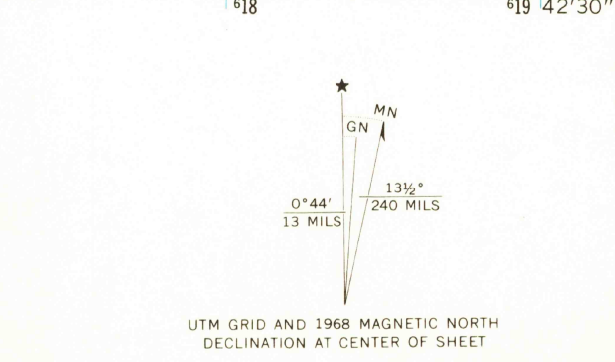 ⁶18 ⁶19 42'30"
★
MN
GN
0°44'
13 MILS
13½°
240 MILS
UTM GRID AND 1968 MAGNETIC NORTH
DECLINATION AT CENTER OF SHEET